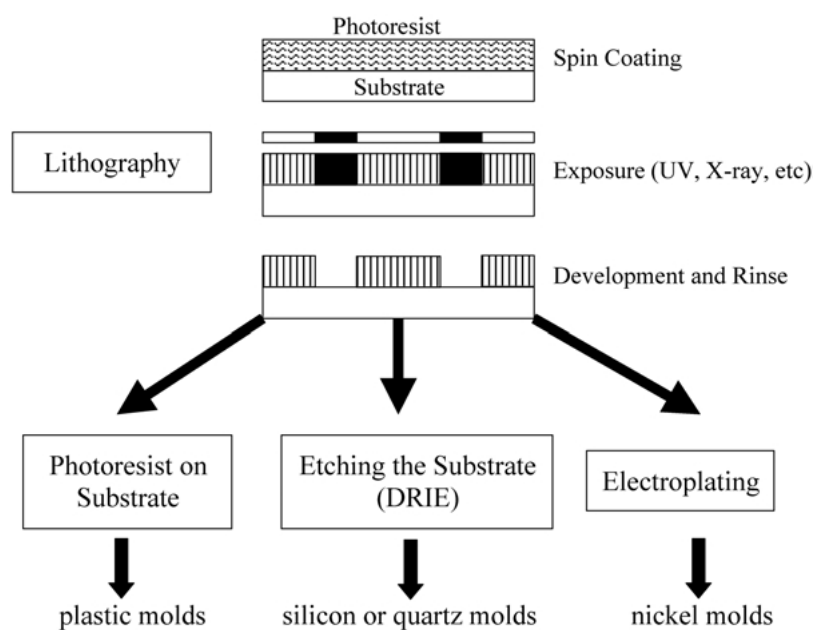 Photoresist
Spin Coating
Substrate
Lithography
Exposure (UV, X-ray, etc)
Development and Rinse
Photoresist on
Substrate
Etching the Substrate
(DRIE)
Electroplating
plastic molds
silicon or quartz molds
nickel molds